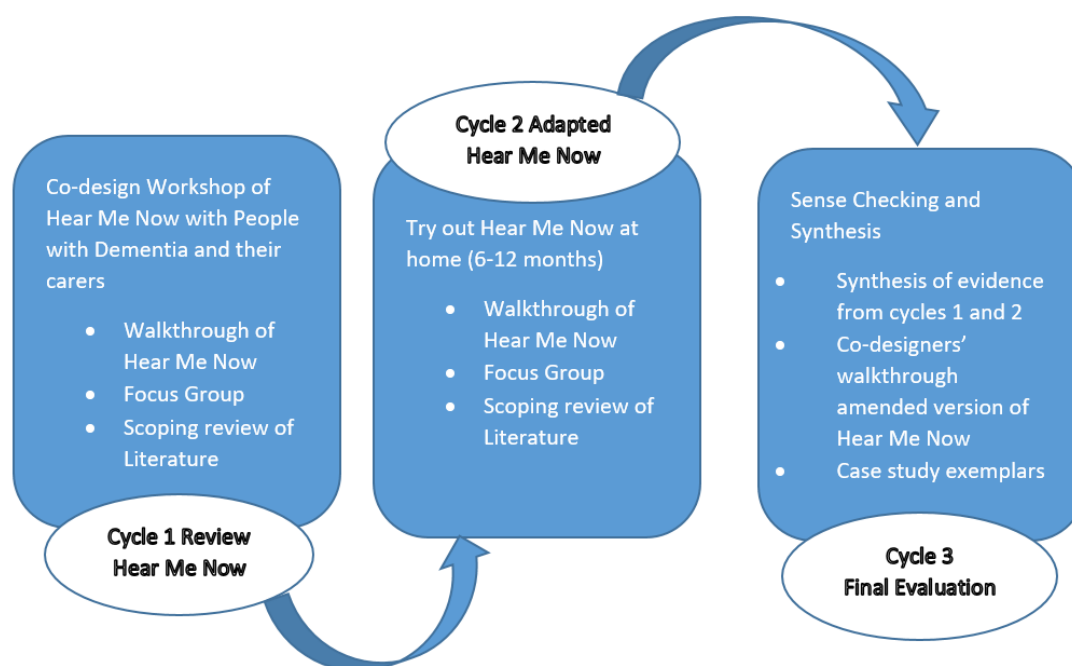 Co-design Workshop of
Hear Me Now with People
with Dementia and their
carers
• Walkthrough of
Hear Me Now
• Focus Group
• Scoping review of
Literature
Cycle 1 Review
Hear Me Now
Cycle 2 Adapted
Hear Me Now
Try out Hear Me Now at
home (6-12 months)
• Walkthrough of
Hear Me Now
• Focus Group
• Scoping review of
Literature
Sense Checking and
Synthesis
• Synthesis of evidence
from cycles 1 and 2
• Co-designers’
walkthrough
amended version of
Hear Me Now
• Case study exemplars
Cycle 3
Final Evaluation